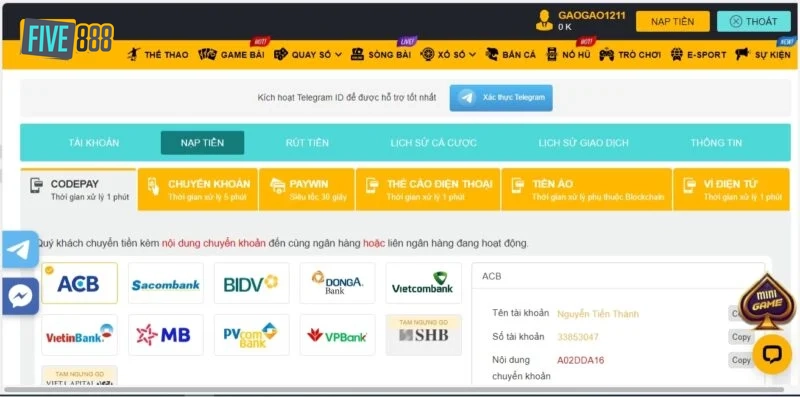 FIVE 888
GAOGAO1211
0 K
NẠP TIỀN
THOÁT
THỂ THAO
GAME BÀI
HOT!
QUAY SỐ
SÒNG BÀI
LIVE!
XỔ SỐ
BẮN CÁ
NỔ HŨ
HOT!
TRÒ CHƠI
E-SPORT
SỰ KIỆN
NEW!
Kích hoạt Telegram ID để được hỗ trợ tốt nhất
Xác thực Telegram
TÀI KHOẢN
NẠP TIỀN
RÚT TIỀN
LỊCH SỬ CÁ CƯỢC
LỊCH SỬ GIAO DỊCH
THÔNG TIN
CODEPAY
Thời gian xử lý 1 phút
CHUYỂN KHOẢN
Thời gian xử lý 5 phút
PAYWIN
Siêu tốc 30 giây
THẺ CÀO ĐIỆN THOẠI
Thời gian xử lý 1 phút
TIỀN ẢO
Thời gian xử lý phụ thuộc Blockchain
VÍ ĐIỆN TỬ
Thời gian xử lý 1 phút
Quý khách chuyển tiền kèm nội dung chuyển khoản đến cùng ngân hàng hoặc liên ngân hàng đang hoạt động.
ACB
Sacombank
BIDV
DONGA Bank
Vietcombank
VietinBank
MB
PVcomBank
VPBank
TẠM NGƯNG GD
SHB
TẠM NGƯNG GD
VIET CAPITAL
ACB
Tên tài khoản
Nguyễn Tiến Thành
Số tài khoản
33853047
Copy
Nội dung
chuyển khoản
A02DDA16
Copy
mini
GAME